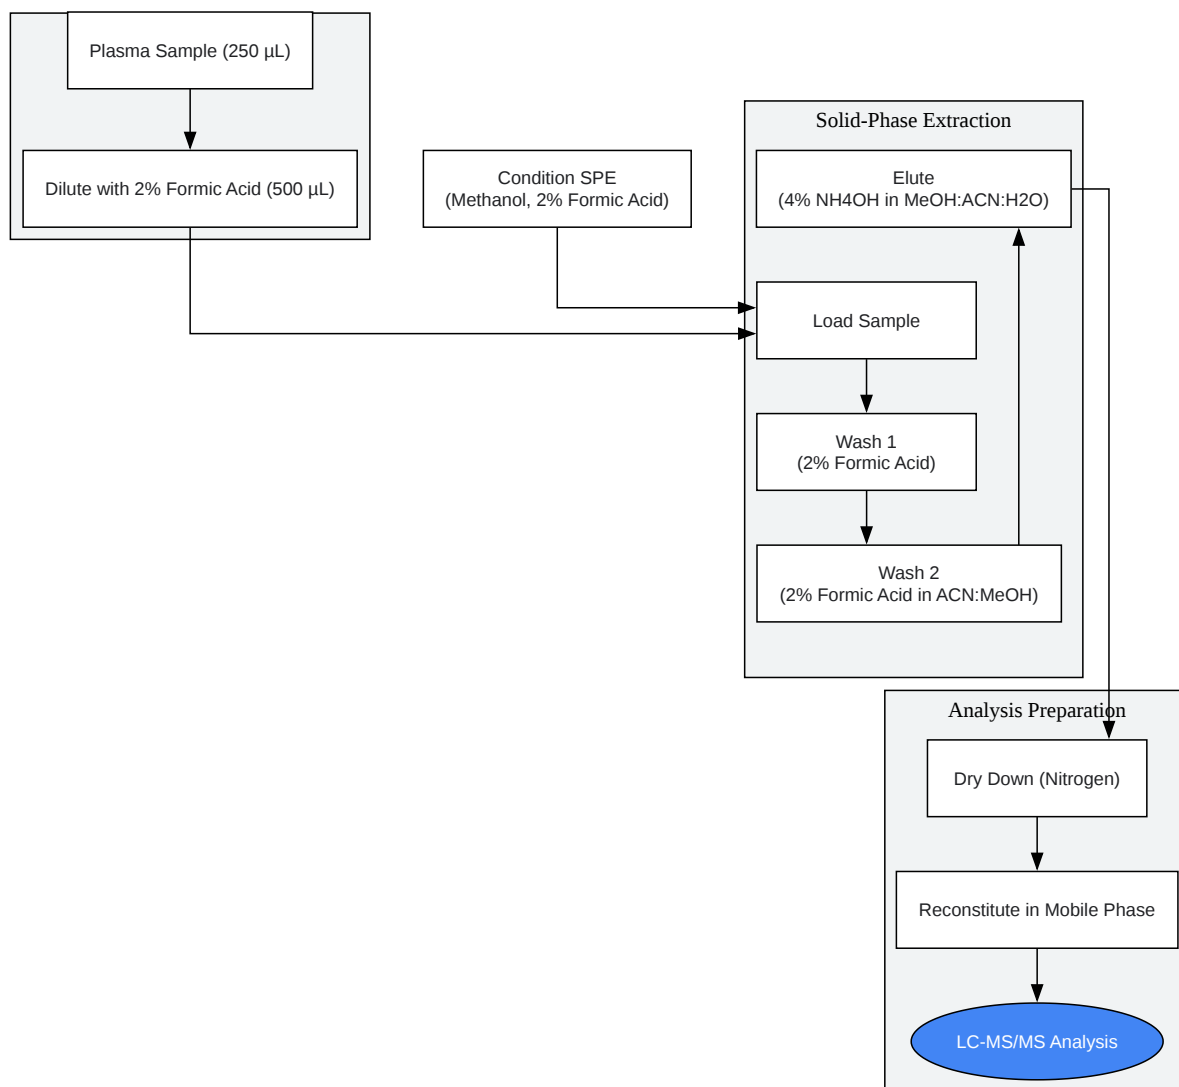 Plasma Sample (250 µL)
Dilute with 2% Formic Acid (500 µL)
Condition SPE
(Methanol, 2% Formic Acid)
Solid-Phase Extraction
Elute
(4% NH4OH in MeOH:ACN:H2O)
Load Sample
Wash 1
(2% Formic Acid)
Wash 2
(2% Formic Acid in ACN:MeOH)
Analysis Preparation
Dry Down (Nitrogen)
Reconstitute in Mobile Phase
LC-MS/MS Analysis